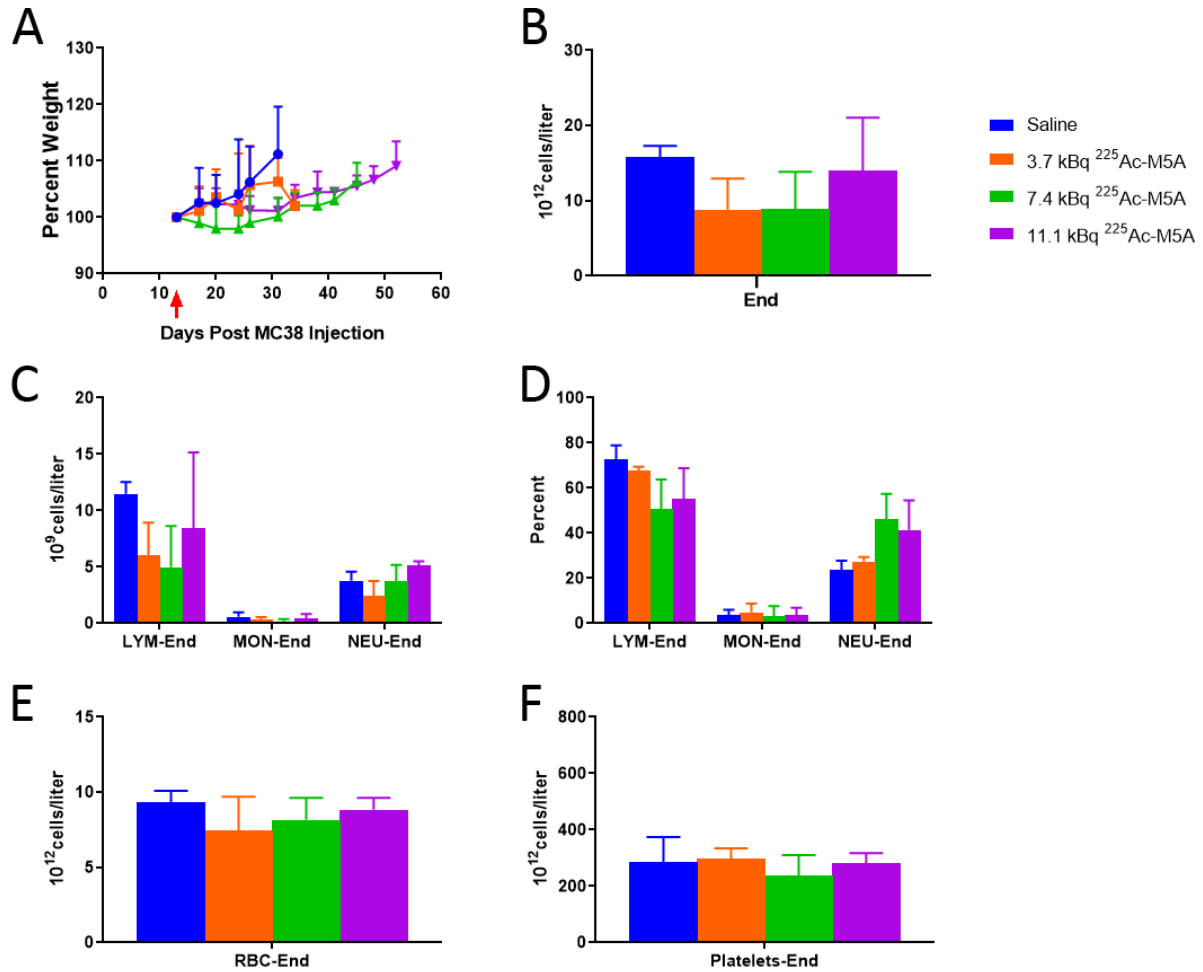 A
130
120
110
100
90
Percent Weight
0 10 20 30 40 50 60
Days Post MC38 Injection
B
30
20
10
0
10¹²cells/liter
End
Saline
3.7 kBq ²²⁵Ac-M5A
7.4 kBq ²²⁵Ac-M5A
11.1 kBq ²²⁵Ac-M5A
C
20
15
10
5
0
10⁹cells/liter
LYM-End MON-End NEU-End
D
100
80
60
40
20
0
Percent
LYM-End MON-End NEU-End
E
15
10
5
0
10¹²cells/liter
RBC-End
F
800
600
400
200
0
10¹²cells/liter
Platelets-End